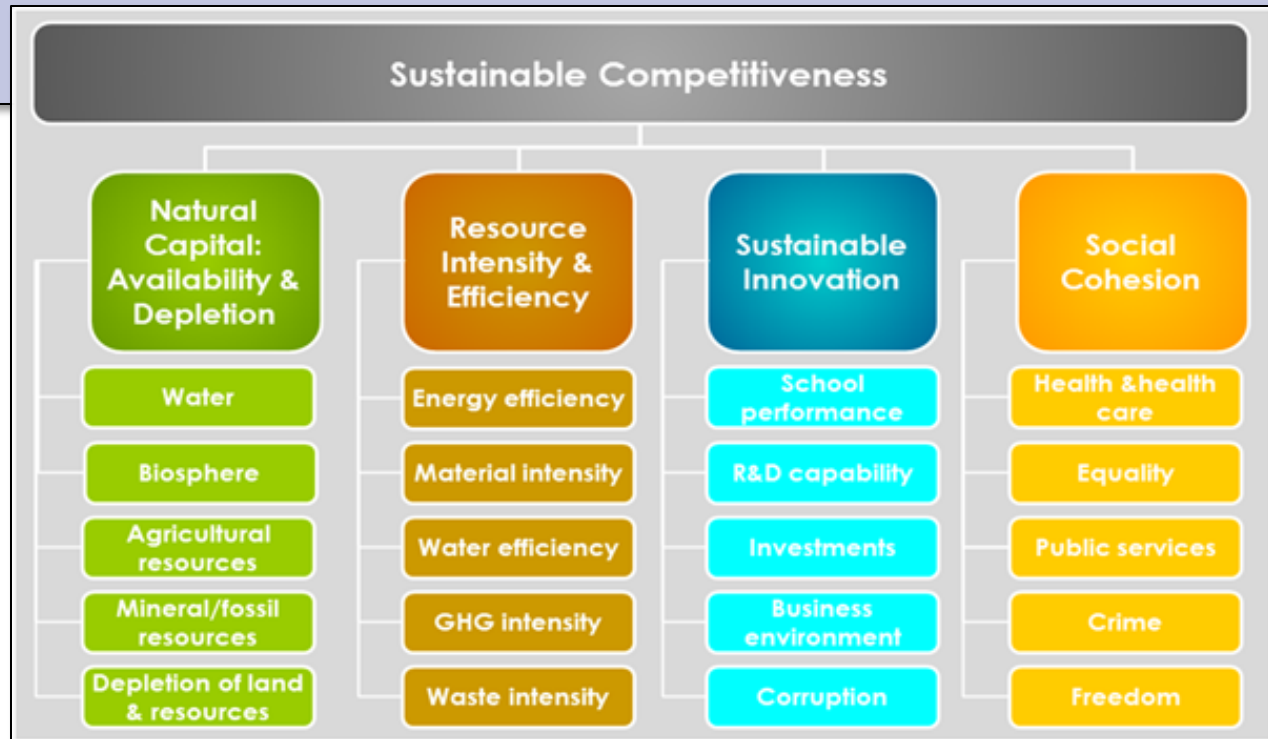 Sustainable Competitiveness
Natural
Capital:
Availability &
Depletion
Water
Biosphere
Agricultural
resources
Mineral/fossil
resources
Depletion of land
& resources
Resource
Intensity &
Efficiency
Energy efficiency
Material intensity
Water efficiency
GHG intensity
Waste intensity
Sustainable
Innovation
School
performance
R&D capability
Investments
Business
environment
Corruption
Social
Cohesion
Health &health
care
Equality
Public services
Crime
Freedom